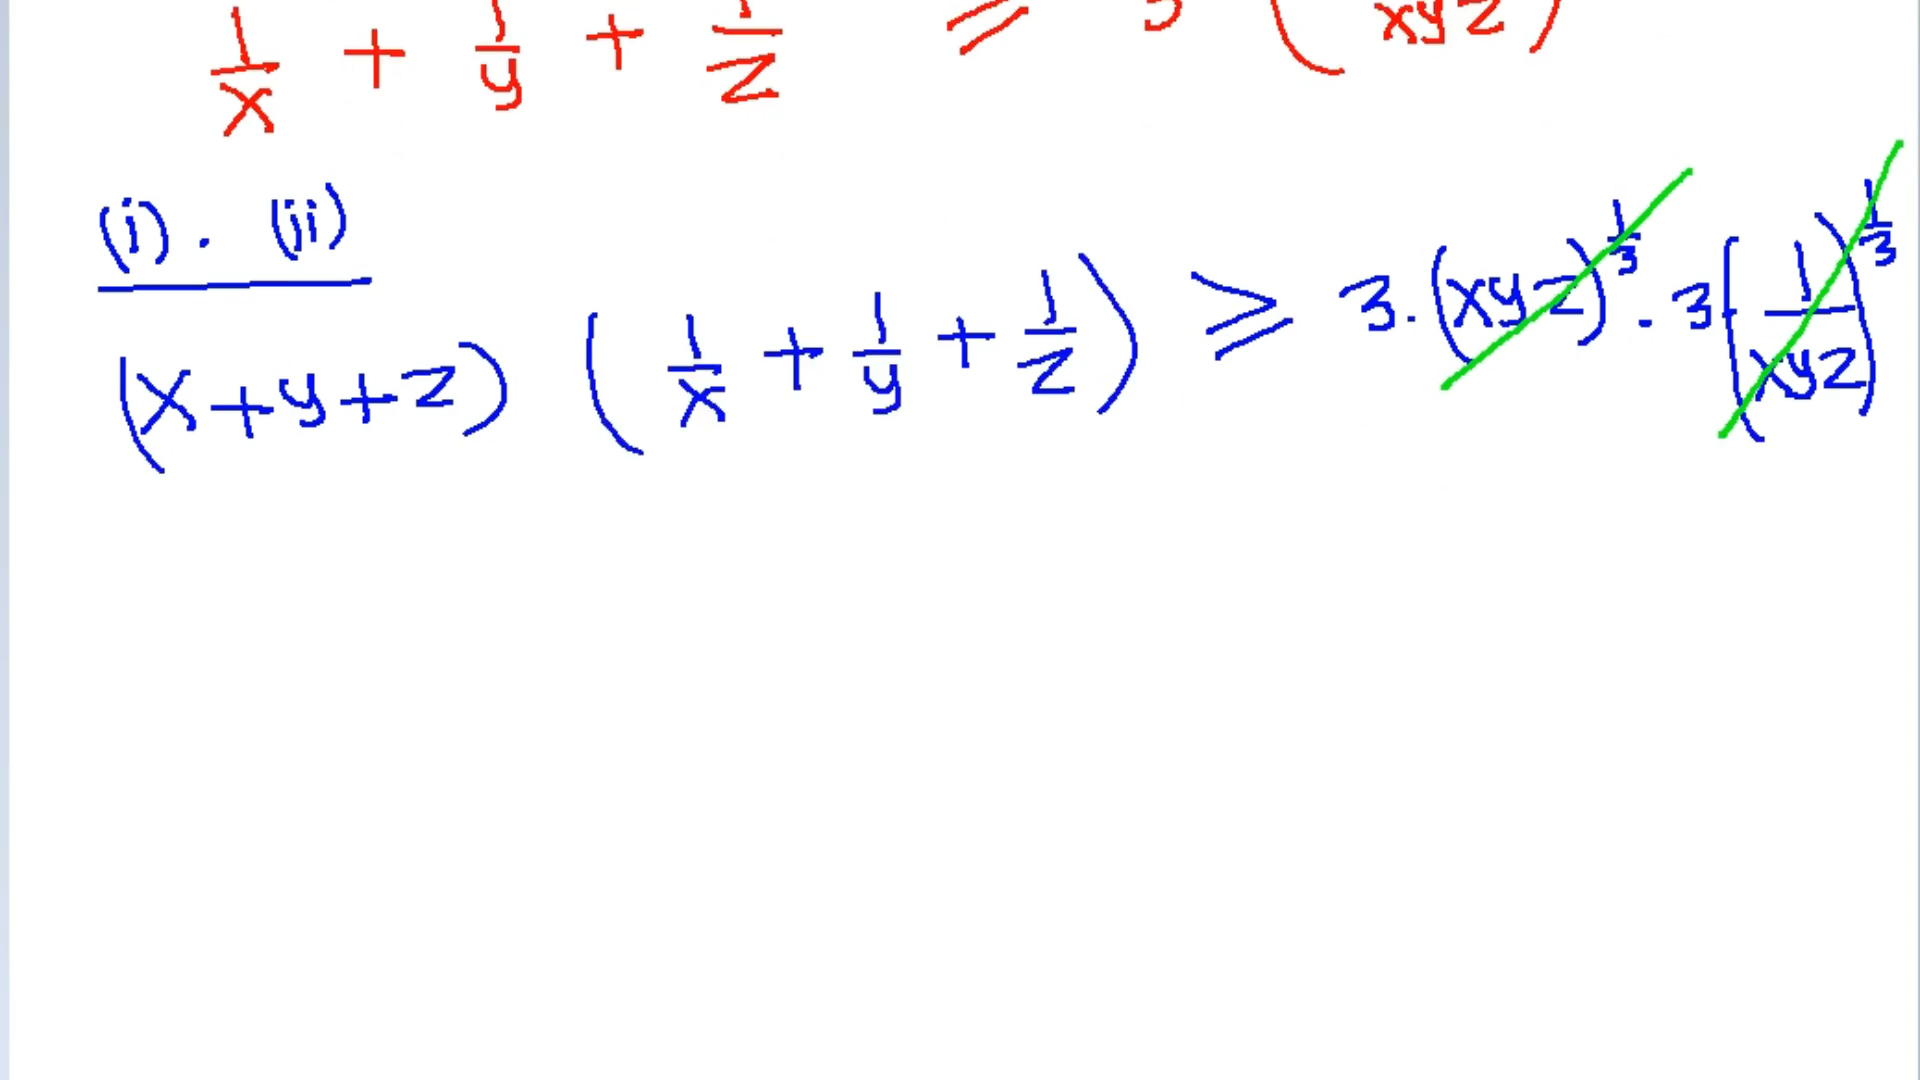 1/x + 1/y + 1/z ≥ 3 ( /xyz)
(i) . (ii)
(x+y+z) (1/x + 1/y + 1/z) ≥ 3.(xyz)^1/3 . 3(1/xyz)^1/3